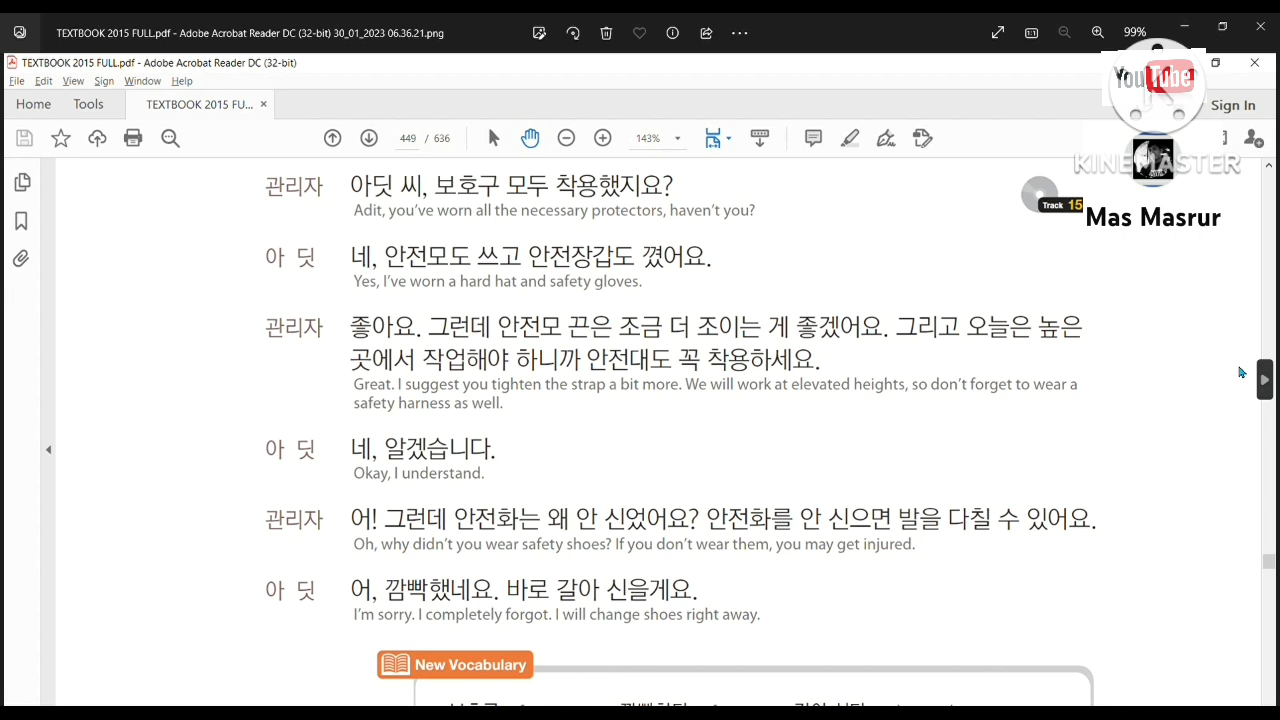 TEXTBOOK 2015 FULL.pdf - Adobe Acrobat Reader DC (32-bit) 30_01_2023 06.36.21.png
99%
TEXTBOOK 2015 FULL.pdf - Adobe Acrobat Reader DC (32-bit)
File Edit View Sign Window Help
YouTube
Home Tools TEXTBOOK 2015 FU... × Sign In
449 / 636 143%
KINEMASTER
관리자 아딧 씨, 보호구 모두 착용했지요?
Adit, you've worn all the necessary protectors, haven't you?
Track 15
Mas Masrur
아 딧 네, 안전모도 쓰고 안전장갑도 꼈어요.
Yes, I've worn a hard hat and safety gloves.
관리자 좋아요. 그런데 안전모 끈은 조금 더 조이는 게 좋겠어요. 그리고 오늘은 높은
곳에서 작업해야 하니까 안전대도 꼭 착용하세요.
Great. I suggest you tighten the strap a bit more. We will work at elevated heights, so don't forget to wear a
safety harness as well.
아 딧 네, 알겠습니다.
Okay, I understand.
관리자 어! 그런데 안전화는 왜 안 신었어요? 안전화를 안 신으면 발을 다칠 수 있어요.
Oh, why didn't you wear safety shoes? If you don't wear them, you may get injured.
아 딧 어, 깜빡했네요. 바로 갈아 신을게요.
I'm sorry. I completely forgot. I will change shoes right away.
New Vocabulary